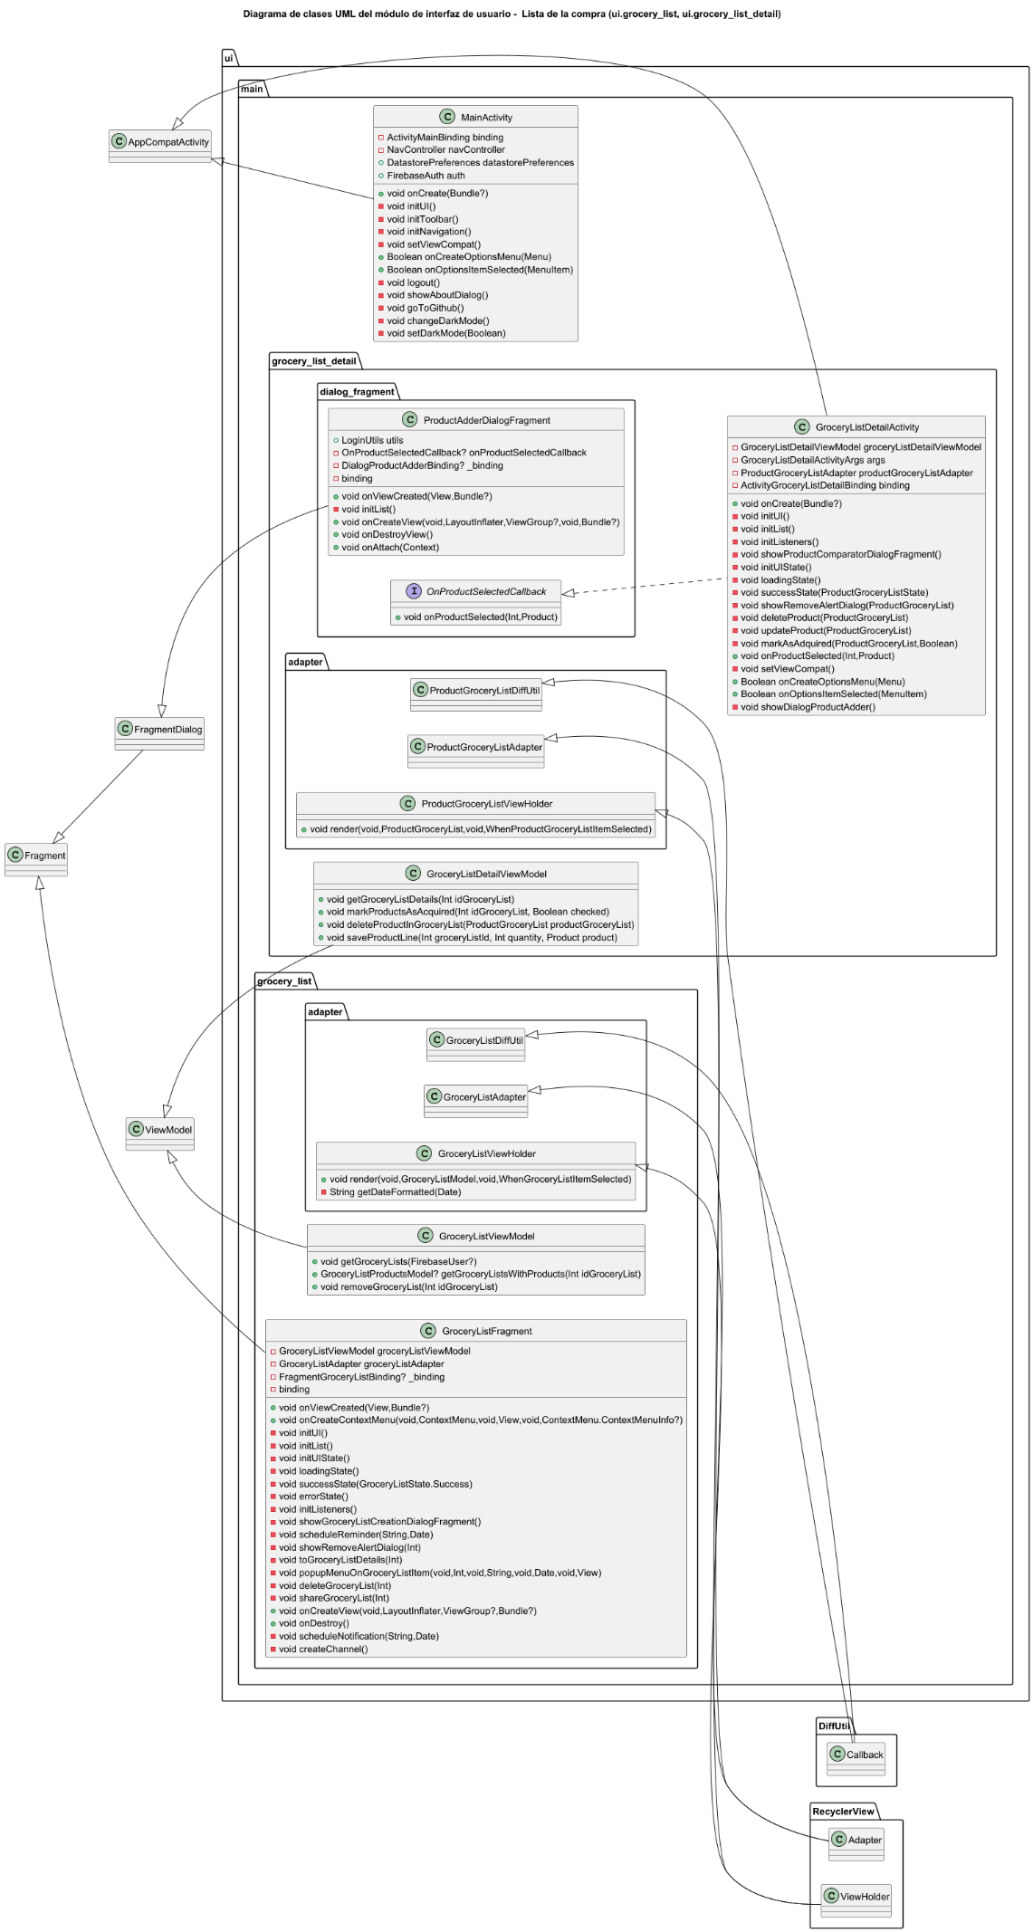 Diagrama de clases UML del módulo de interfaz de usuario - Lista de la compra (ui.grocery_list, ui.grocery_list_detail)
ui
main
C AppCompatActivity
C MainActivity
ActivityMainBinding binding
NavController navController
DatastorePreferences datastorePreferences
FirebaseAuth auth
void onCreate(Bundle?)
void initUI()
void initToolbar()
void initNavigation()
void setViewCompat()
Boolean onCreateOptionsMenu(Menu)
Boolean onOptionsItemSelected(MenuItem)
void logout()
void showAboutDialog()
void goToGithub()
void changeDarkMode()
void setDarkMode(Boolean)
grocery_list_detail
dialog_fragment
C ProductAdderDialogFragment
LoginUtils utils
OnProductSelectedCallback? onProductSelectedCallback
DialogProductAdderBinding? _binding
binding
void onViewCreated(View,Bundle?)
void initList()
void onCreateView(void,LayoutInflater,ViewGroup?,void,Bundle?)
void onDestroyView()
void onAttach(Context)
I OnProductSelectedCallback
void onProductSelected(Int,Product)
C GroceryListDetailActivity
GroceryListDetailViewModel groceryListDetailViewModel
GroceryListDetailActivityArgs args
ProductGroceryListAdapter productGroceryListAdapter
ActivityGroceryListDetailBinding binding
void onCreate(Bundle?)
void initUI()
void initList()
void initListeners()
void showProductComparatorDialogFragment()
void initUIState()
void loadingState()
void successState(ProductGroceryListState)
void showRemoveAlertDialog(ProductGroceryList)
void deleteProduct(ProductGroceryList)
void updateProduct(ProductGroceryList)
void markAsAdquired(ProductGroceryList,Boolean)
void onProductSelected(Int,Product)
void setViewCompat()
Boolean onCreateOptionsMenu(Menu)
Boolean onOptionsItemSelected(MenuItem)
void showDialogProductAdder()
adapter
C ProductGroceryListDiffUtil
C ProductGroceryListAdapter
C ProductGroceryListViewHolder
void render(void,ProductGroceryList,void,WhenProductGroceryListItemSelected)
C FragmentDialog
C Fragment
C GroceryListDetailViewModel
void getGroceryListDetails(Int idGroceryList)
void markProductsAsAcquired(Int idGroceryList, Boolean checked)
void deleteProductInGroceryList(ProductGroceryList productGroceryList)
void saveProductLine(Int groceryListId, Int quantity, Product product)
grocery_list
adapter
C GroceryListDiffUtil
C GroceryListAdapter
C GroceryListViewHolder
void render(void,GroceryListModel,void,WhenGroceryListItemSelected)
String getDateFormatted(Date)
C ViewModel
C GroceryListViewModel
void getGroceryLists(FirebaseUser?)
GroceryListProductsModel? getGroceryListsWithProducts(Int idGroceryList)
void removeGroceryList(Int idGroceryList)
C GroceryListFragment
GroceryListViewModel groceryListViewModel
GroceryListAdapter groceryListAdapter
FragmentGroceryListBinding? _binding
binding
void onViewCreated(View,Bundle?)
void onCreateContextMenu(void,ContextMenu,void,View,void,ContextMenu.ContextMenuInfo?)
void initUI()
void initList()
void initUIState()
void loadingState()
void successState(GroceryListState.Success)
void errorState()
void initListeners()
void showGroceryListCreationDialogFragment()
void scheduleReminder(String,Date)
void showRemoveAlertDialog(Int)
void toGroceryListDetails(Int)
void popupMenuOnGroceryListItem(void,Int,void,String,void,Date,void,View)
void deleteGroceryList(Int)
void shareGroceryList(Int)
void onCreateView(void,LayoutInflater,ViewGroup?,Bundle?)
void onDestroy()
void scheduleNotification(String,Date)
void createChannel()
DiffUtil
C Callback
RecyclerView
C Adapter
C ViewHolder